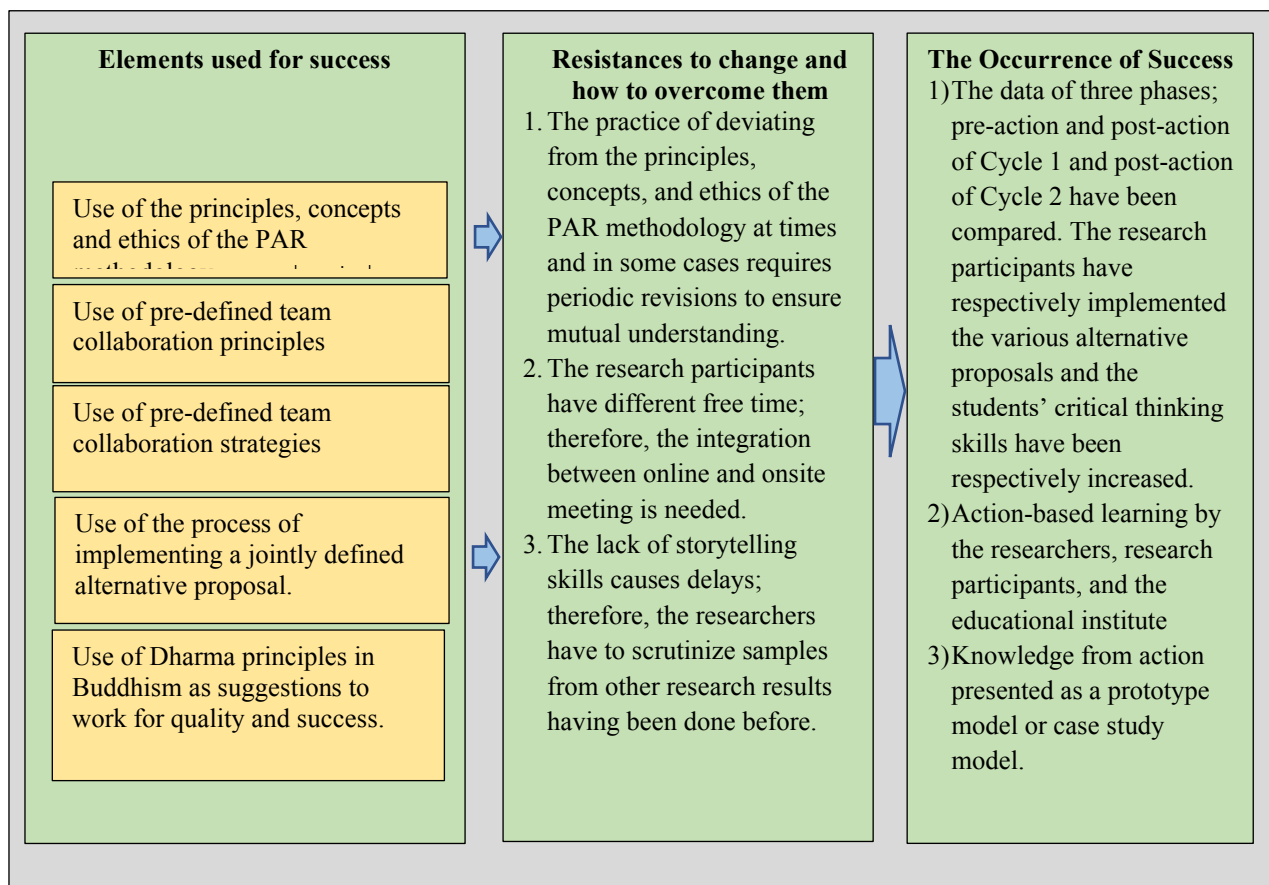 Elements used for success
Use of the principles, concepts
and ethics of the PAR
Use of pre-defined team
collaboration principles
Use of pre-defined team
collaboration strategies
Use of the process of
implementing a jointly defined
alternative proposal.
Use of Dharma principles in
Buddhism as suggestions to
work for quality and success.
Resistances to change and
how to overcome them
1. The practice of deviating
from the principles,
concepts, and ethics of the
PAR methodology at times
and in some cases requires
periodic revisions to ensure
mutual understanding.
2. The research participants
have different free time;
therefore, the integration
between online and onsite
meeting is needed.
3. The lack of storytelling
skills causes delays;
therefore, the researchers
have to scrutinize samples
from other research results
having been done before.
The Occurrence of Success
1) The data of three phases;
pre-action and post-action
of Cycle 1 and post-action
of Cycle 2 have been
compared. The research
participants have
respectively implemented
the various alternative
proposals and the
students’ critical thinking
skills have been
respectively increased.
2) Action-based learning by
the researchers, research
participants, and the
educational institute
3) Knowledge from action
presented as a prototype
model or case study
model.